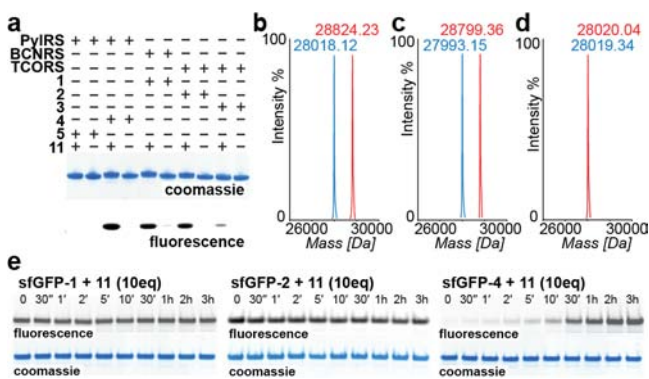 a
PylRS + + + +
BCNRS + +
TCORS + + + +
1 + +
2 + +
3 + +
4 + +
5 + +
11 + + + + +
coomassie
fluorescence
b
28824.23
28018.12
100
Intensity %
0
26000 30000
Mass [Da]
c
28799.36
27993.15
100
Intensity %
0
26000 30000
Mass [Da]
d
28020.04
28019.34
100
Intensity %
0
26000 30000
Mass [Da]
e
sfGFP-1 + 11 (10eq)
0 30" 1' 2' 5' 10' 30' 1h 2h 3h
fluorescence
coomassie
sfGFP-2 + 11 (10eq)
0 30" 1' 2' 5' 10' 30' 1h 2h 3h
fluorescence
coomassie
sfGFP-4 + 11 (10eq)
0 30" 1' 2' 5' 10' 30' 1h 2h 3h
fluorescence
coomassie